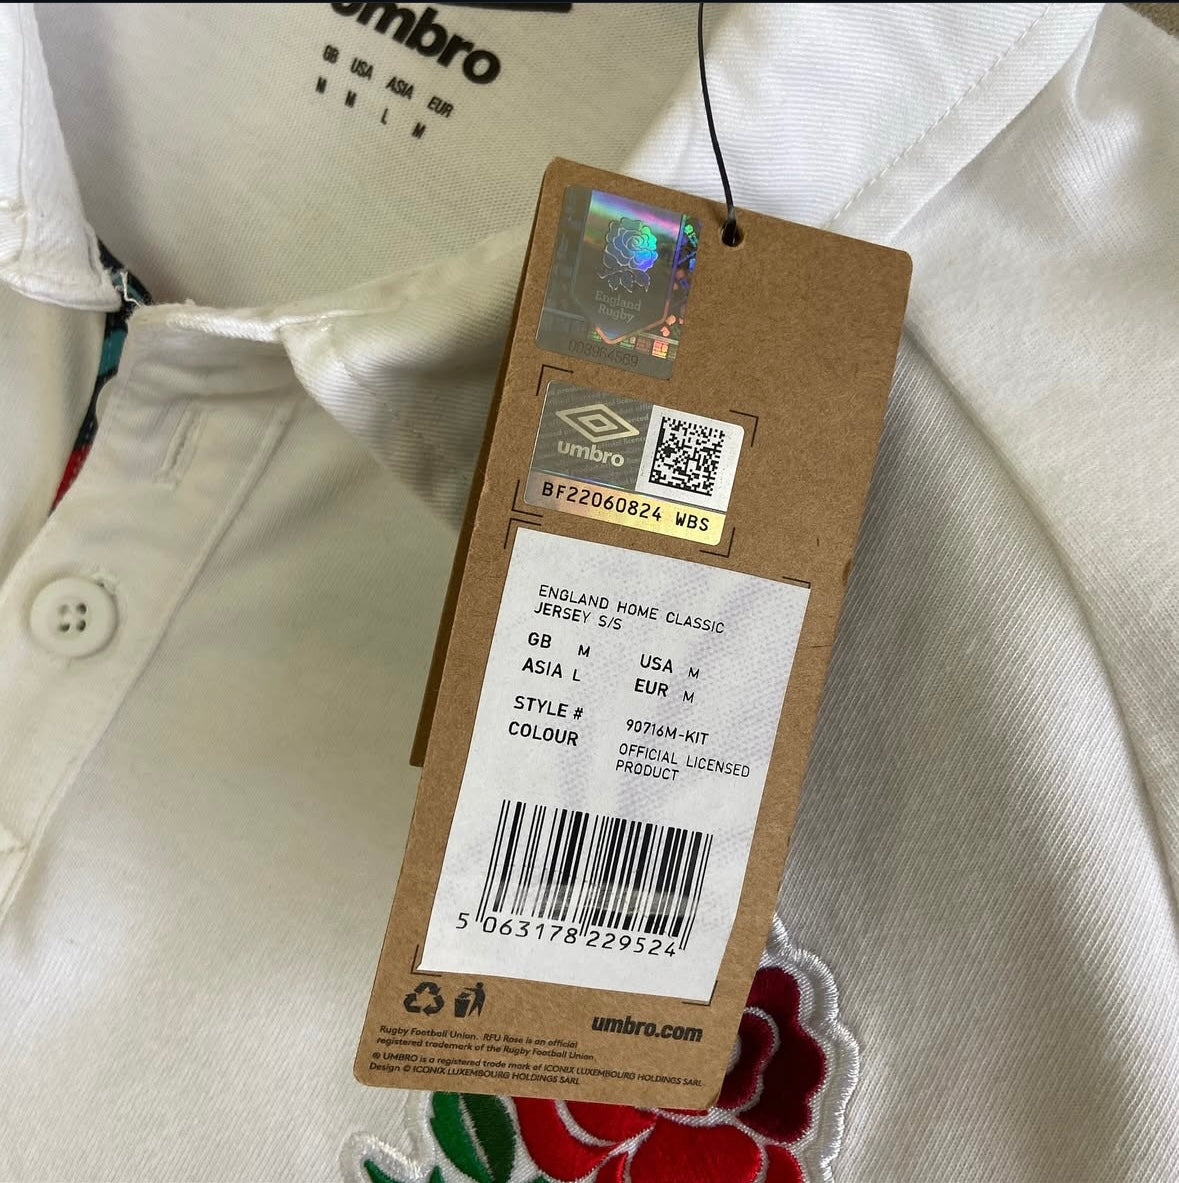 umbro
GB USA ASIA EUR
M M L M
England
Rugby
003964569
umbro
BF22060824 WBS
ENGLAND HOME CLASSIC
JERSEY S/S
GB M USA M
ASIA L EUR M
STYLE # 90716M-KIT
COLOUR OFFICIAL LICENSED
PRODUCT
5 063178 229524
umbro.com
Rugby Football Union. RFU Rose is an official
registered trademark of the Rugby Football Union
® UMBRO is a registered trade mark of ICONIX LUXEMBOURG HOLDINGS SARL
Design © ICONIX LUXEMBOURG HOLDINGS SARL